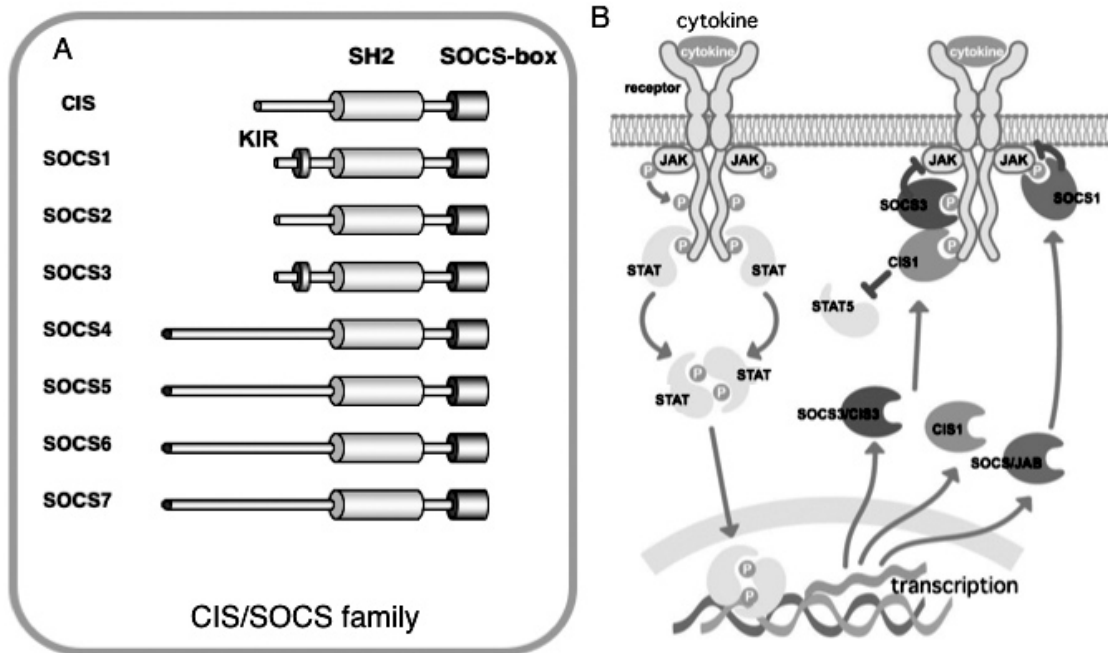 A
SH2 SOCS-box
CIS
KIR
SOCS1
SOCS2
SOCS3
SOCS4
SOCS5
SOCS6
SOCS7
CIS/SOCS family
B
cytokine
cytokine
cytokine
receptor
JAK
JAK
JAK
JAK
P
P
P
P
P
P
P
P
P
P
SOCS3
SOCS1
CIS1
STAT
STAT
STAT5
P
P
STAT
STAT
SOCS3/CIS3
CIS1
SOCS/JAB
P
P
transcription